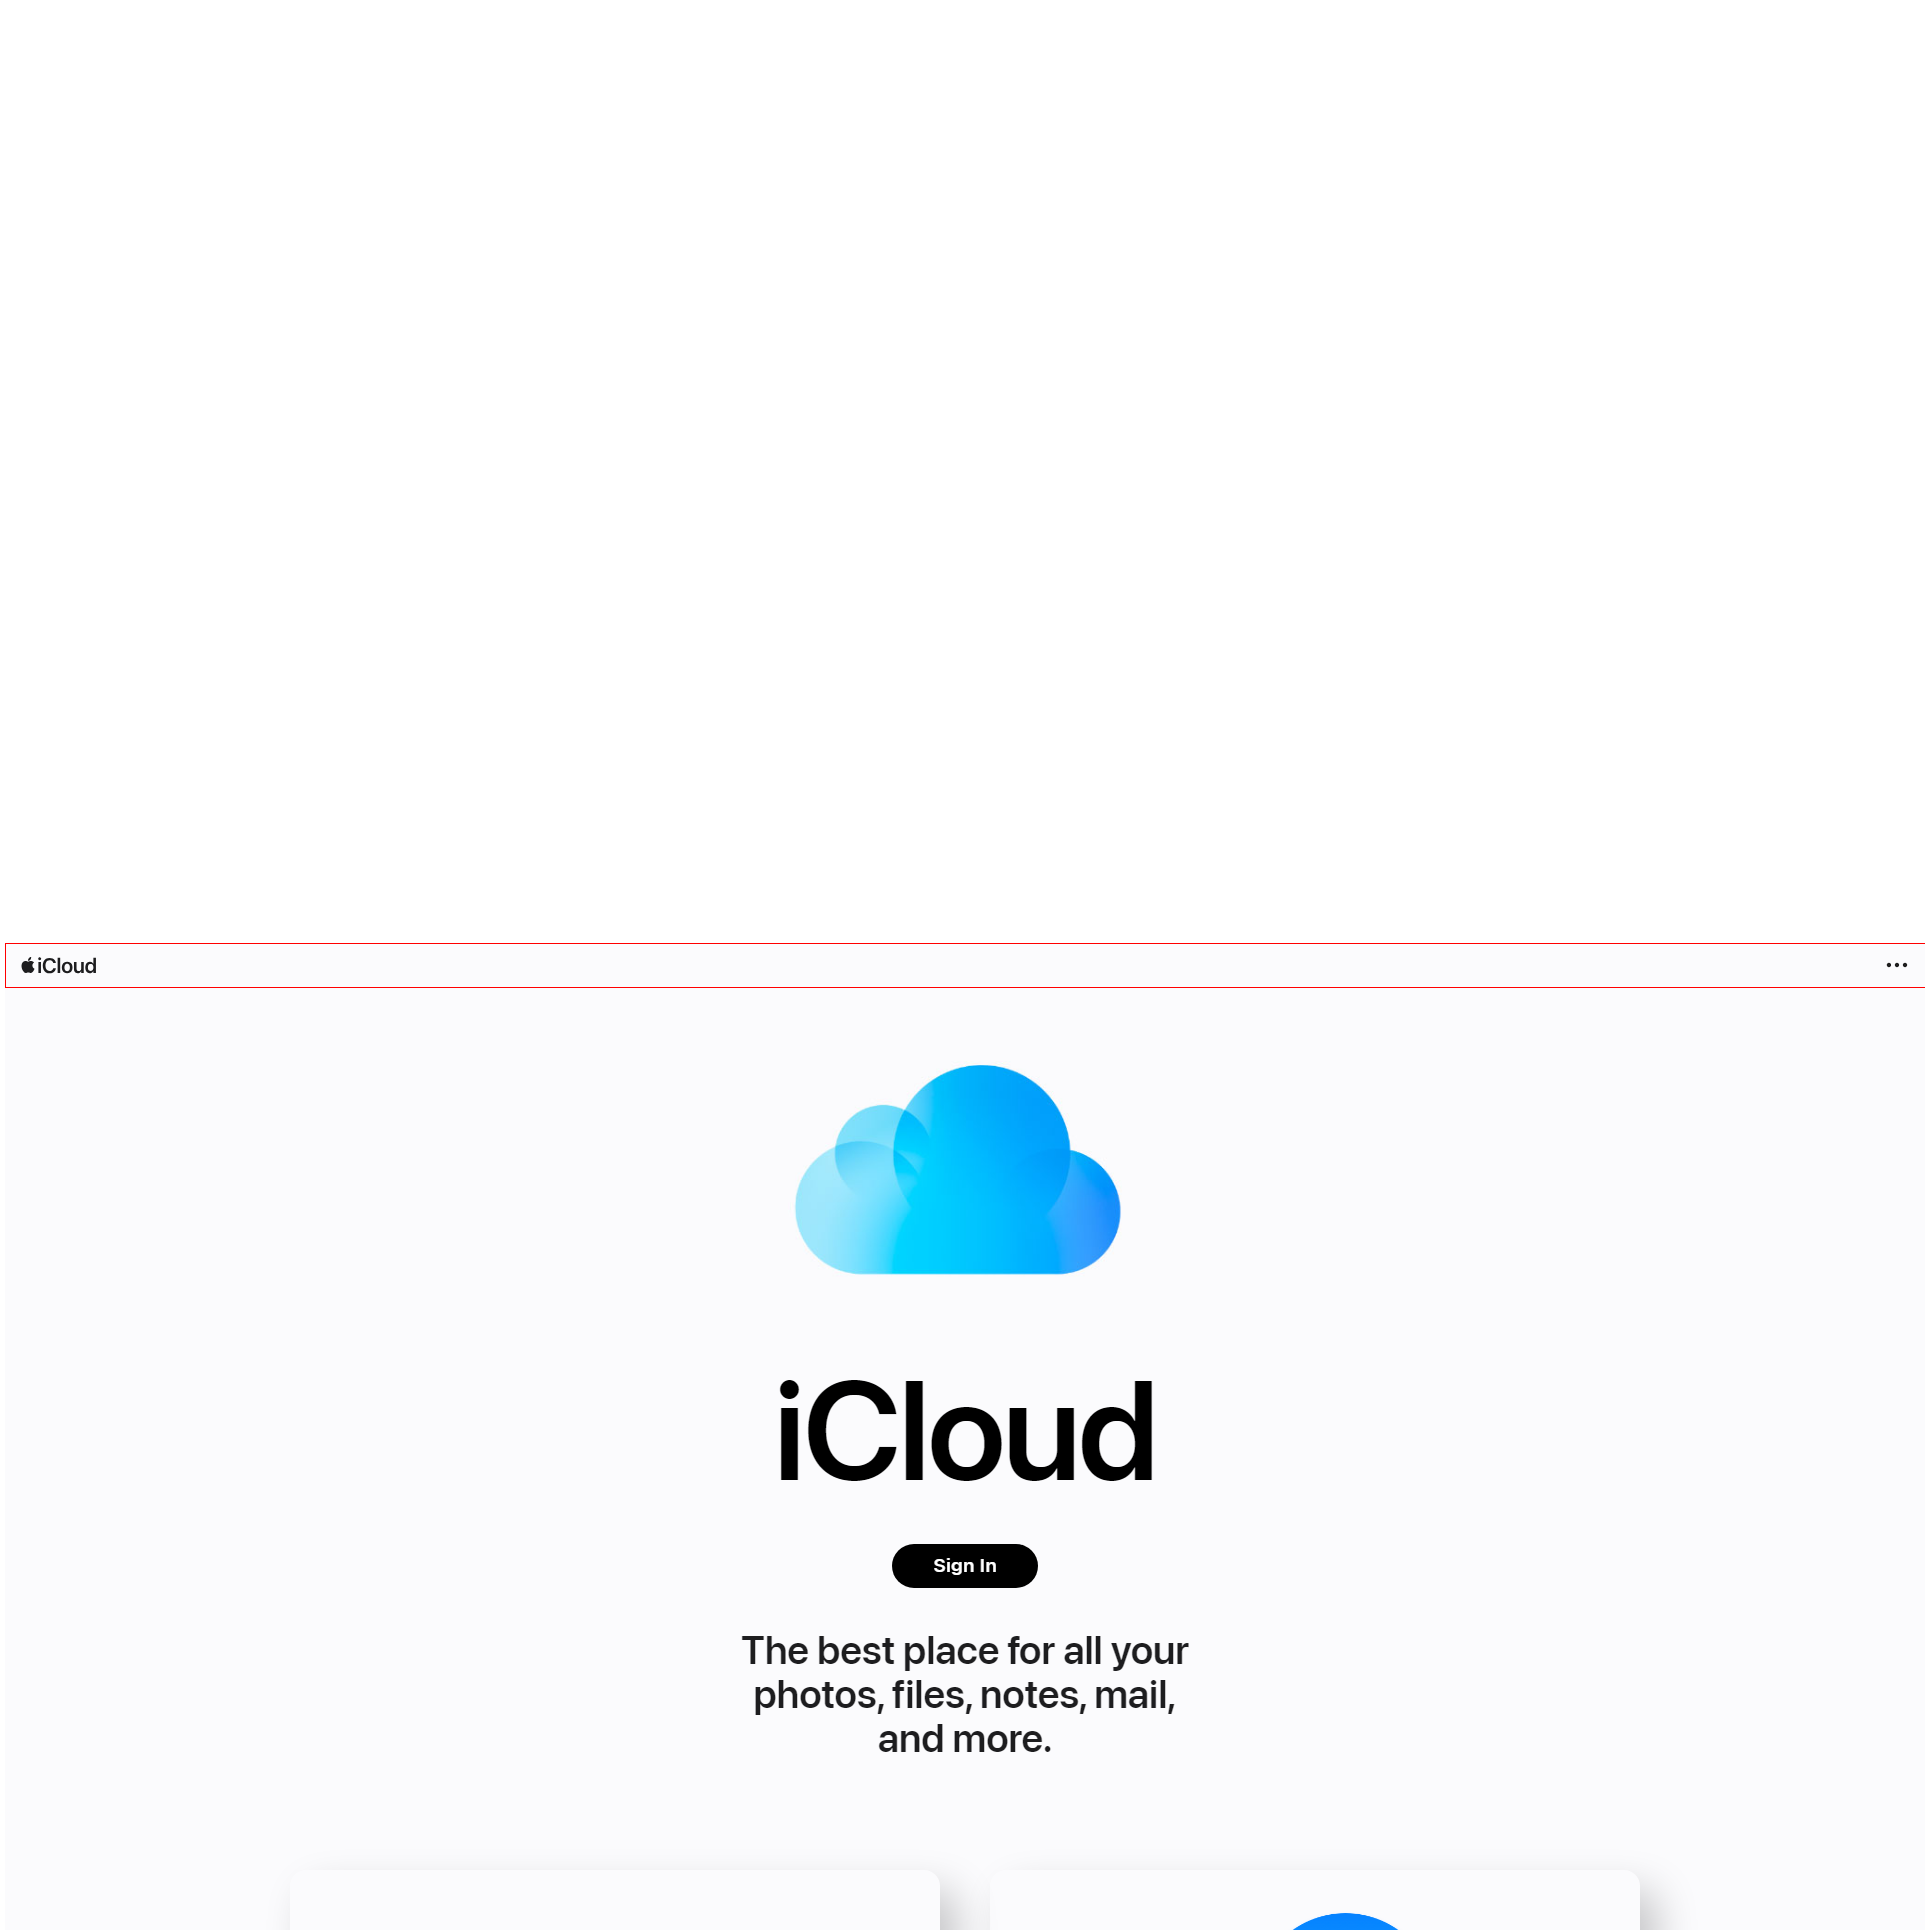 iCloud
iCloud
Sign In
The best place for all your
photos, files, notes, mail,
and more.